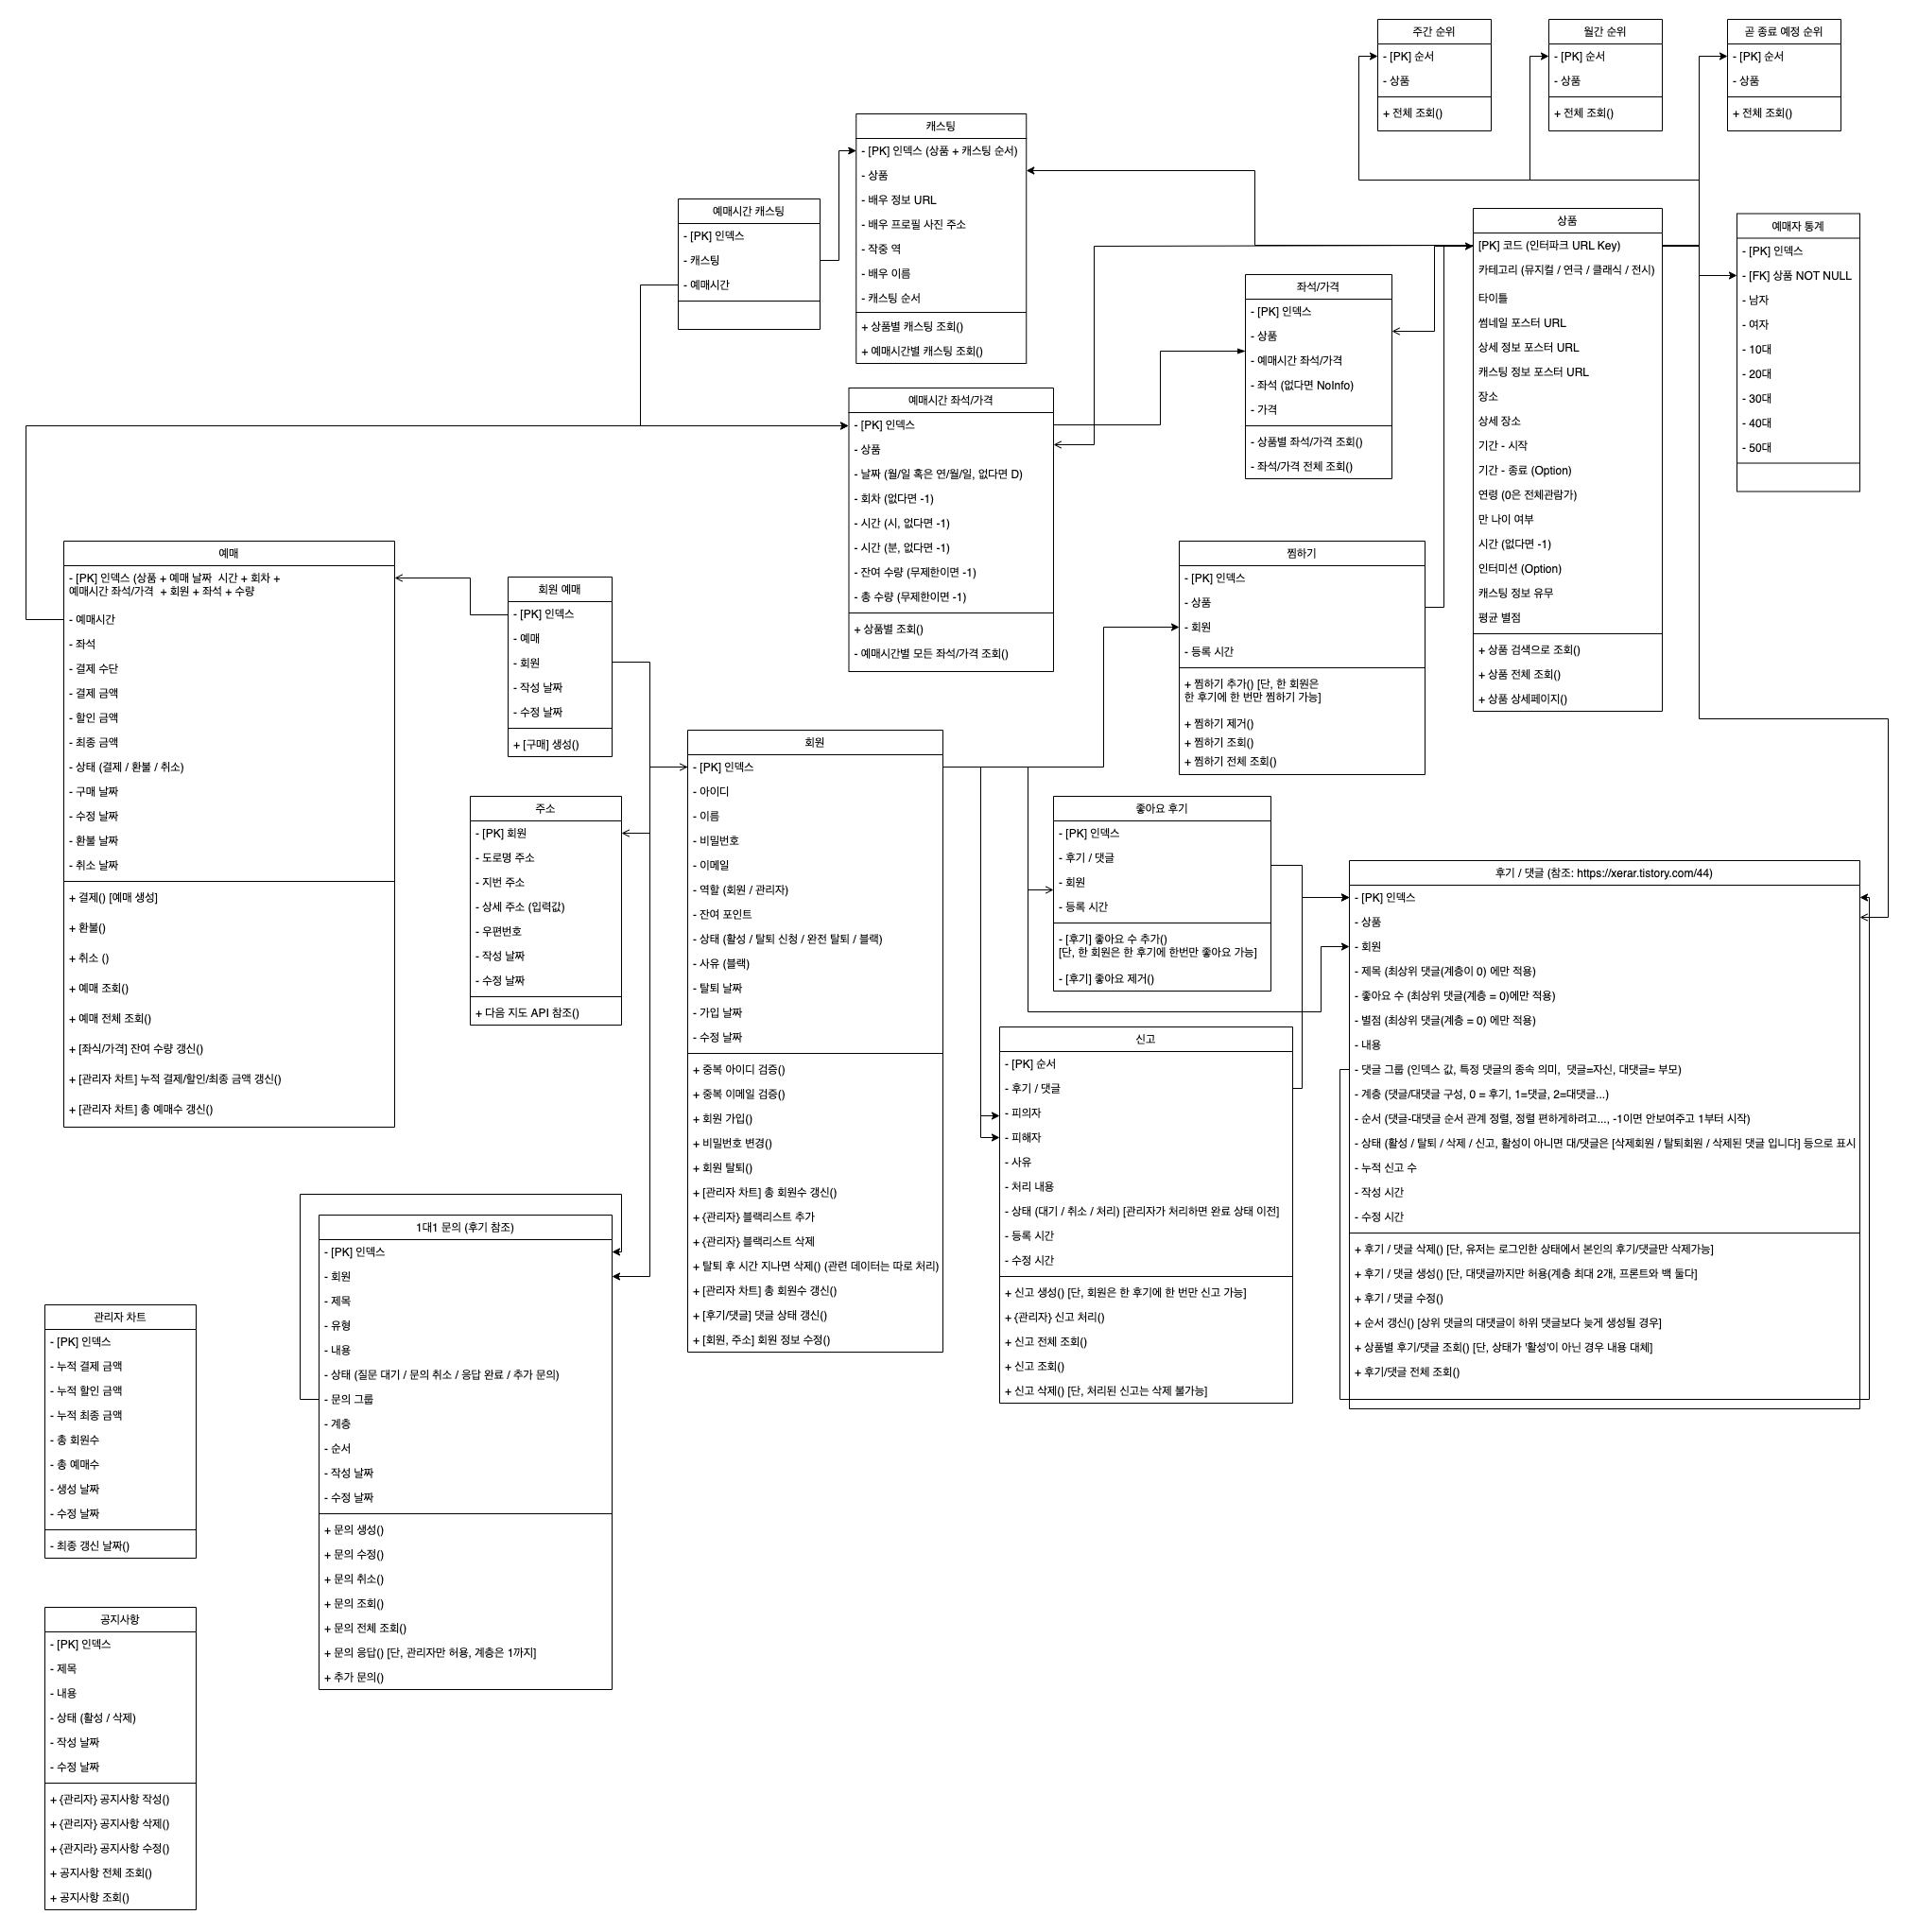 주간 순위
- [PK] 순서
- 상품
+ 전체 조회()
월간 순위
- [PK] 순서
- 상품
+ 전체 조회()
곧 종료 예정 순위
- [PK] 순서
- 상품
+ 전체 조회()
캐스팅
- [PK] 인덱스 (상품 + 캐스팅 순서)
- 상품
- 배우 정보 URL
- 배우 프로필 사진 주소
- 작중 역
- 배우 이름
- 캐스팅 순서
+ 상품별 캐스팅 조회()
+ 예매시간별 캐스팅 조회()
예매시간 캐스팅
- [PK] 인덱스
- 캐스팅
- 예매시간
상품
[PK] 코드 (인터파크 URL Key)
카테고리 (뮤지컬 / 연극 / 클래식 / 전시)
타이틀
썸네일 포스터 URL
상세 정보 포스터 URL
캐스팅 정보 포스터 URL
장소
상세 장소
기간 - 시작
기간 - 종료 (Option)
연령 (0은 전체관람가)
만 나이 여부
시간 (없다면 -1)
인터미션 (Option)
캐스팅 정보 유무
평균 별점
+ 상품 검색으로 조회()
+ 상품 전체 조회()
+ 상품 상세페이지()
예매자 통계
- [PK] 인덱스
- [FK] 상품 NOT NULL
- 남자
- 여자
- 10대
- 20대
- 30대
- 40대
- 50대
좌석/가격
- [PK] 인덱스
- 상품
- 예매시간 좌석/가격
- 좌석 (없다면 NoInfo)
- 가격
- 상품별 좌석/가격 조회()
- 좌석/가격 전체 조회()
예매시간 좌석/가격
- [PK] 인덱스
- 상품
- 날짜 (월/일 혹은 연/월/일, 없다면 D)
- 회차 (없다면 -1)
- 시간 (시, 없다면 -1)
- 시간 (분, 없다면 -1)
- 잔여 수량 (무제한이면 -1)
- 총 수량 (무제한이면 -1)
+ 상품별 조회()
- 예매시간별 모든 좌석/가격 조회()
예매
- [PK] 인덱스 (상품 + 예매 날짜  시간 + 회차 +
예매시간 좌석/가격  + 회원 + 좌석 + 수량
- 예매시간
- 좌석
- 결제 수단
- 결제 금액
- 할인 금액
- 최종 금액
- 상태 (결제 / 환불 / 취소)
- 구매 날짜
- 수정 날짜
- 환불 날짜
- 취소 날짜
+ 결제() [예매 생성]
+ 환불()
+ 취소 ()
+ 예매 조회()
+ 예매 전체 조회()
+ [좌식/가격] 잔여 수량 갱신()
+ [관리자 차트] 누적 결제/할인/최종 금액 갱신()
+ [관리자 차트] 총 예매수 갱신()
회원 예매
- [PK] 인덱스
- 예매
- 회원
- 작성 날짜
- 수정 날짜
+ [구매] 생성()
찜하기
- [PK] 인덱스
- 상품
- 회원
- 등록 시간
+ 찜하기 추가() [단, 한 회원은
한 후기에 한 번만 찜하기 가능]
+ 찜하기 제거()
+ 찜하기 조회()
+ 찜하기 전체 조회()
회원
- [PK] 인덱스
- 아이디
- 이름
- 비밀번호
- 이메일
- 역할 (회원 / 관리자)
- 잔여 포인트
- 상태 (활성 / 탈퇴 신청 / 완전 탈퇴 / 블랙)
- 사유 (블랙)
- 탈퇴 날짜
- 가입 날짜
- 수정 날짜
+ 중복 아이디 검증()
+ 중복 이메일 검증()
+ 회원 가입()
+ 비밀번호 변경()
+ 회원 탈퇴()
+ [관리자 차트] 총 회원수 갱신()
+ {관리자} 블랙리스트 추가
+ {관리자} 블랙리스트 삭제
+ 탈퇴 후 시간 지나면 삭제() (관련 데이터는 따로 처리)
+ [관리자 차트] 총 회원수 갱신()
+ [후기/댓글] 댓글 상태 갱신()
+ [회원, 주소] 회원 정보 수정()
주소
- [PK] 회원
- 도로명 주소
- 지번 주소
- 상세 주소 (입력값)
- 우편번호
- 작성 날짜
- 수정 날짜
+ 다음 지도 API 참조()
좋아요 후기
- [PK] 인덱스
- 후기 / 댓글
- 회원
- 등록 시간
- [후기] 좋아요 수 추가()
[단, 한 회원은 한 후기에 한번만 좋아요 가능]
- [후기] 좋아요 제거()
후기 / 댓글 (참조: https://xerar.tistory.com/44)
- [PK] 인덱스
- 상품
- 회원
- 제목 (최상위 댓글(계층이 0) 에만 적용)
- 좋아요 수 (최상위 댓글(계층 = 0)에만 적용)
- 별점 (최상위 댓글(계층 = 0) 에만 적용)
- 내용
- 댓글 그룹 (인덱스 값, 특정 댓글의 종속 의미,  댓글=자신, 대댓글= 부모)
- 계층 (댓글/대댓글 구성, 0 = 후기, 1=댓글, 2=대댓글...)
- 순서 (댓글-대댓글 순서 관계 정렬, 정렬 편하게하려고..., -1이면 안보여주고 1부터 시작)
- 상태 (활성 / 탈퇴 / 삭제 / 신고, 활성이 아니면 대/댓글은 [삭제회원 / 탈퇴회원 / 삭제된 댓글 입니다] 등으로 표시
- 누적 신고 수
- 작성 시간
- 수정 시간
+ 후기 / 댓글 삭제() [단, 유저는 로그인한 상태에서 본인의 후기/댓글만 삭제가능]
+ 후기 / 댓글 생성() [단, 대댓글까지만 허용(계층 최대 2개, 프론트와 백 둘다]
+ 후기 / 댓글 수정()
+ 순서 갱신() [상위 댓글의 대댓글이 하위 댓글보다 늦게 생성될 경우]
+ 상품별 후기/댓글 조회() [단, 상태가 '활성'이 아닌 경우 내용 대체]
+ 후기/댓글 전체 조회()
신고
- [PK] 순서
- 후기 / 댓글
- 피의자
- 피해자
- 사유
- 처리 내용
- 상태 (대기 / 취소 / 처리) [관리자가 처리하면 완료 상태 이전]
- 등록 시간
- 수정 시간
+ 신고 생성() [단, 회원은 한 후기에 한 번만 신고 가능]
+ {관리자} 신고 처리()
+ 신고 전체 조회()
+ 신고 조회()
+ 신고 삭제() [단, 처리된 신고는 삭제 불가능]
1대1 문의 (후기 참조)
- [PK] 인덱스
- 회원
- 제목
- 유형
- 내용
- 상태 (질문 대기 / 문의 취소 / 응답 완료 / 추가 문의)
- 문의 그룹
- 계층
- 순서
- 작성 날짜
- 수정 날짜
+ 문의 생성()
+ 문의 수정()
+ 문의 취소()
+ 문의 조회()
+ 문의 전체 조회()
+ 문의 응답() [단, 관리자만 허용, 계층은 1까지]
+ 추가 문의()
관리자 차트
- [PK] 인덱스
- 누적 결제 금액
- 누적 할인 금액
- 누적 최종 금액
- 총 회원수
- 총 예매수
- 생성 날짜
- 수정 날짜
- 최종 갱신 날짜()
공지사항
- [PK] 인덱스
- 제목
- 내용
- 상태 (활성 / 삭제)
- 작성 날짜
- 수정 날짜
+ {관리자} 공지사항 작성()
+ {관리자} 공지사항 삭제()
+ {관지라} 공지사항 수정()
+ 공지사항 전체 조회()
+ 공지사항 조회()